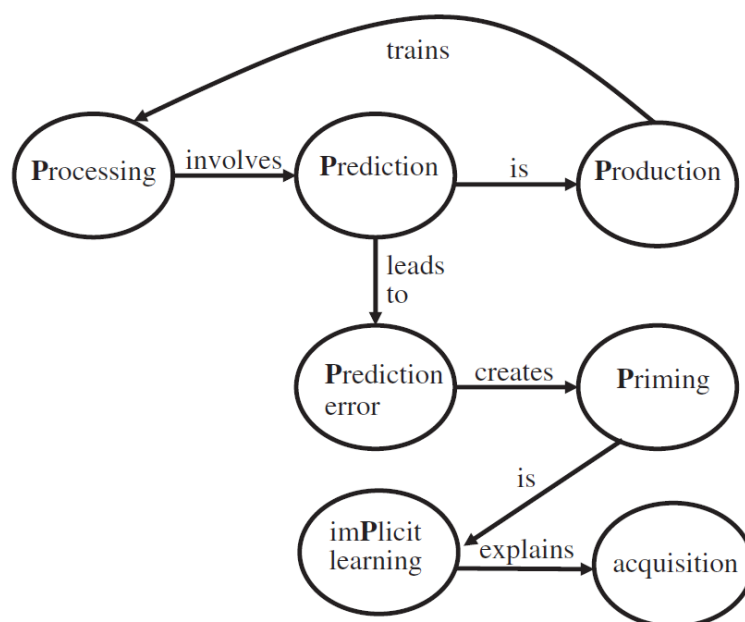 trains
Processing
involves
Prediction
is
Production
leads
to
Prediction
error
creates
Priming
is
imPlicit
learning
explains
acquisition